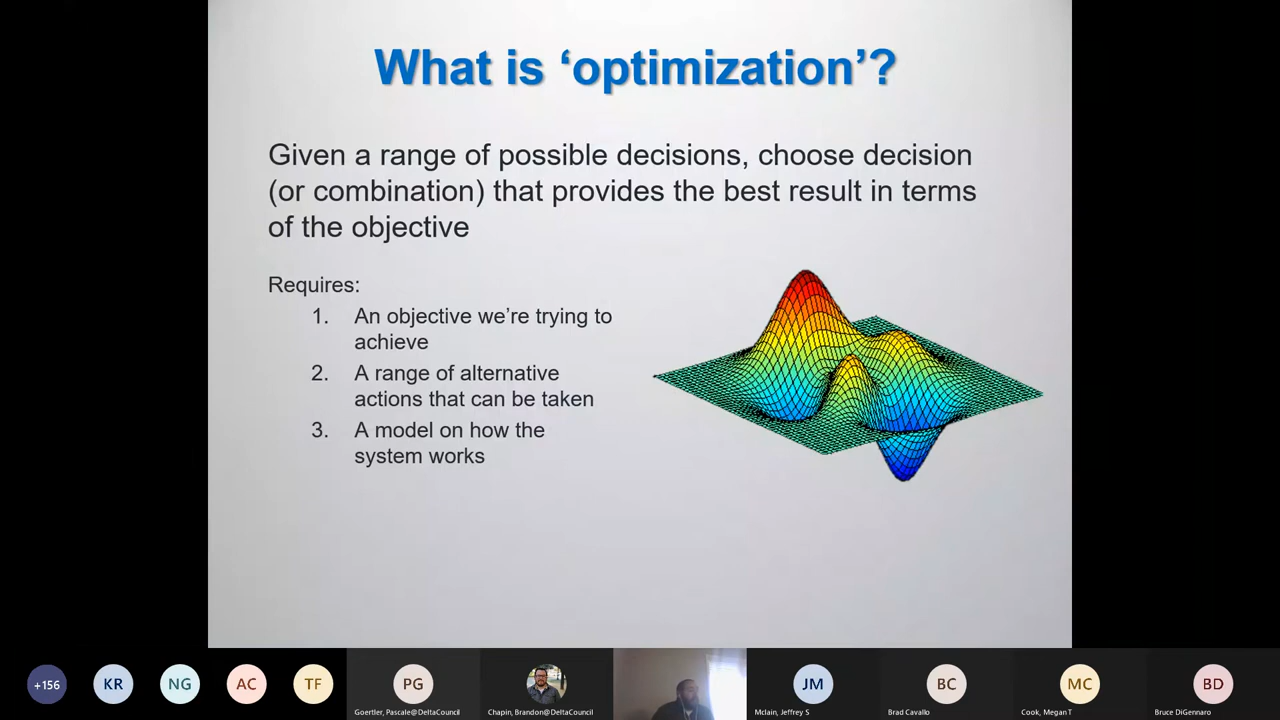 What is ‘optimization’?
Given a range of possible decisions, choose decision
(or combination) that provides the best result in terms
of the objective
Requires:
1. An objective we’re trying to
achieve
2. A range of alternative
actions that can be taken
3. A model on how the
system works
+156
KR
NG
AC
TF
PG
Goertler, Pascale@DeltaCouncil
Chapin, Brandon@DeltaCouncil
JM
Mclain, Jeffrey S
BC
Brad Cavallo
MC
Cook, Megan T
BD
Bruce DiGennaro